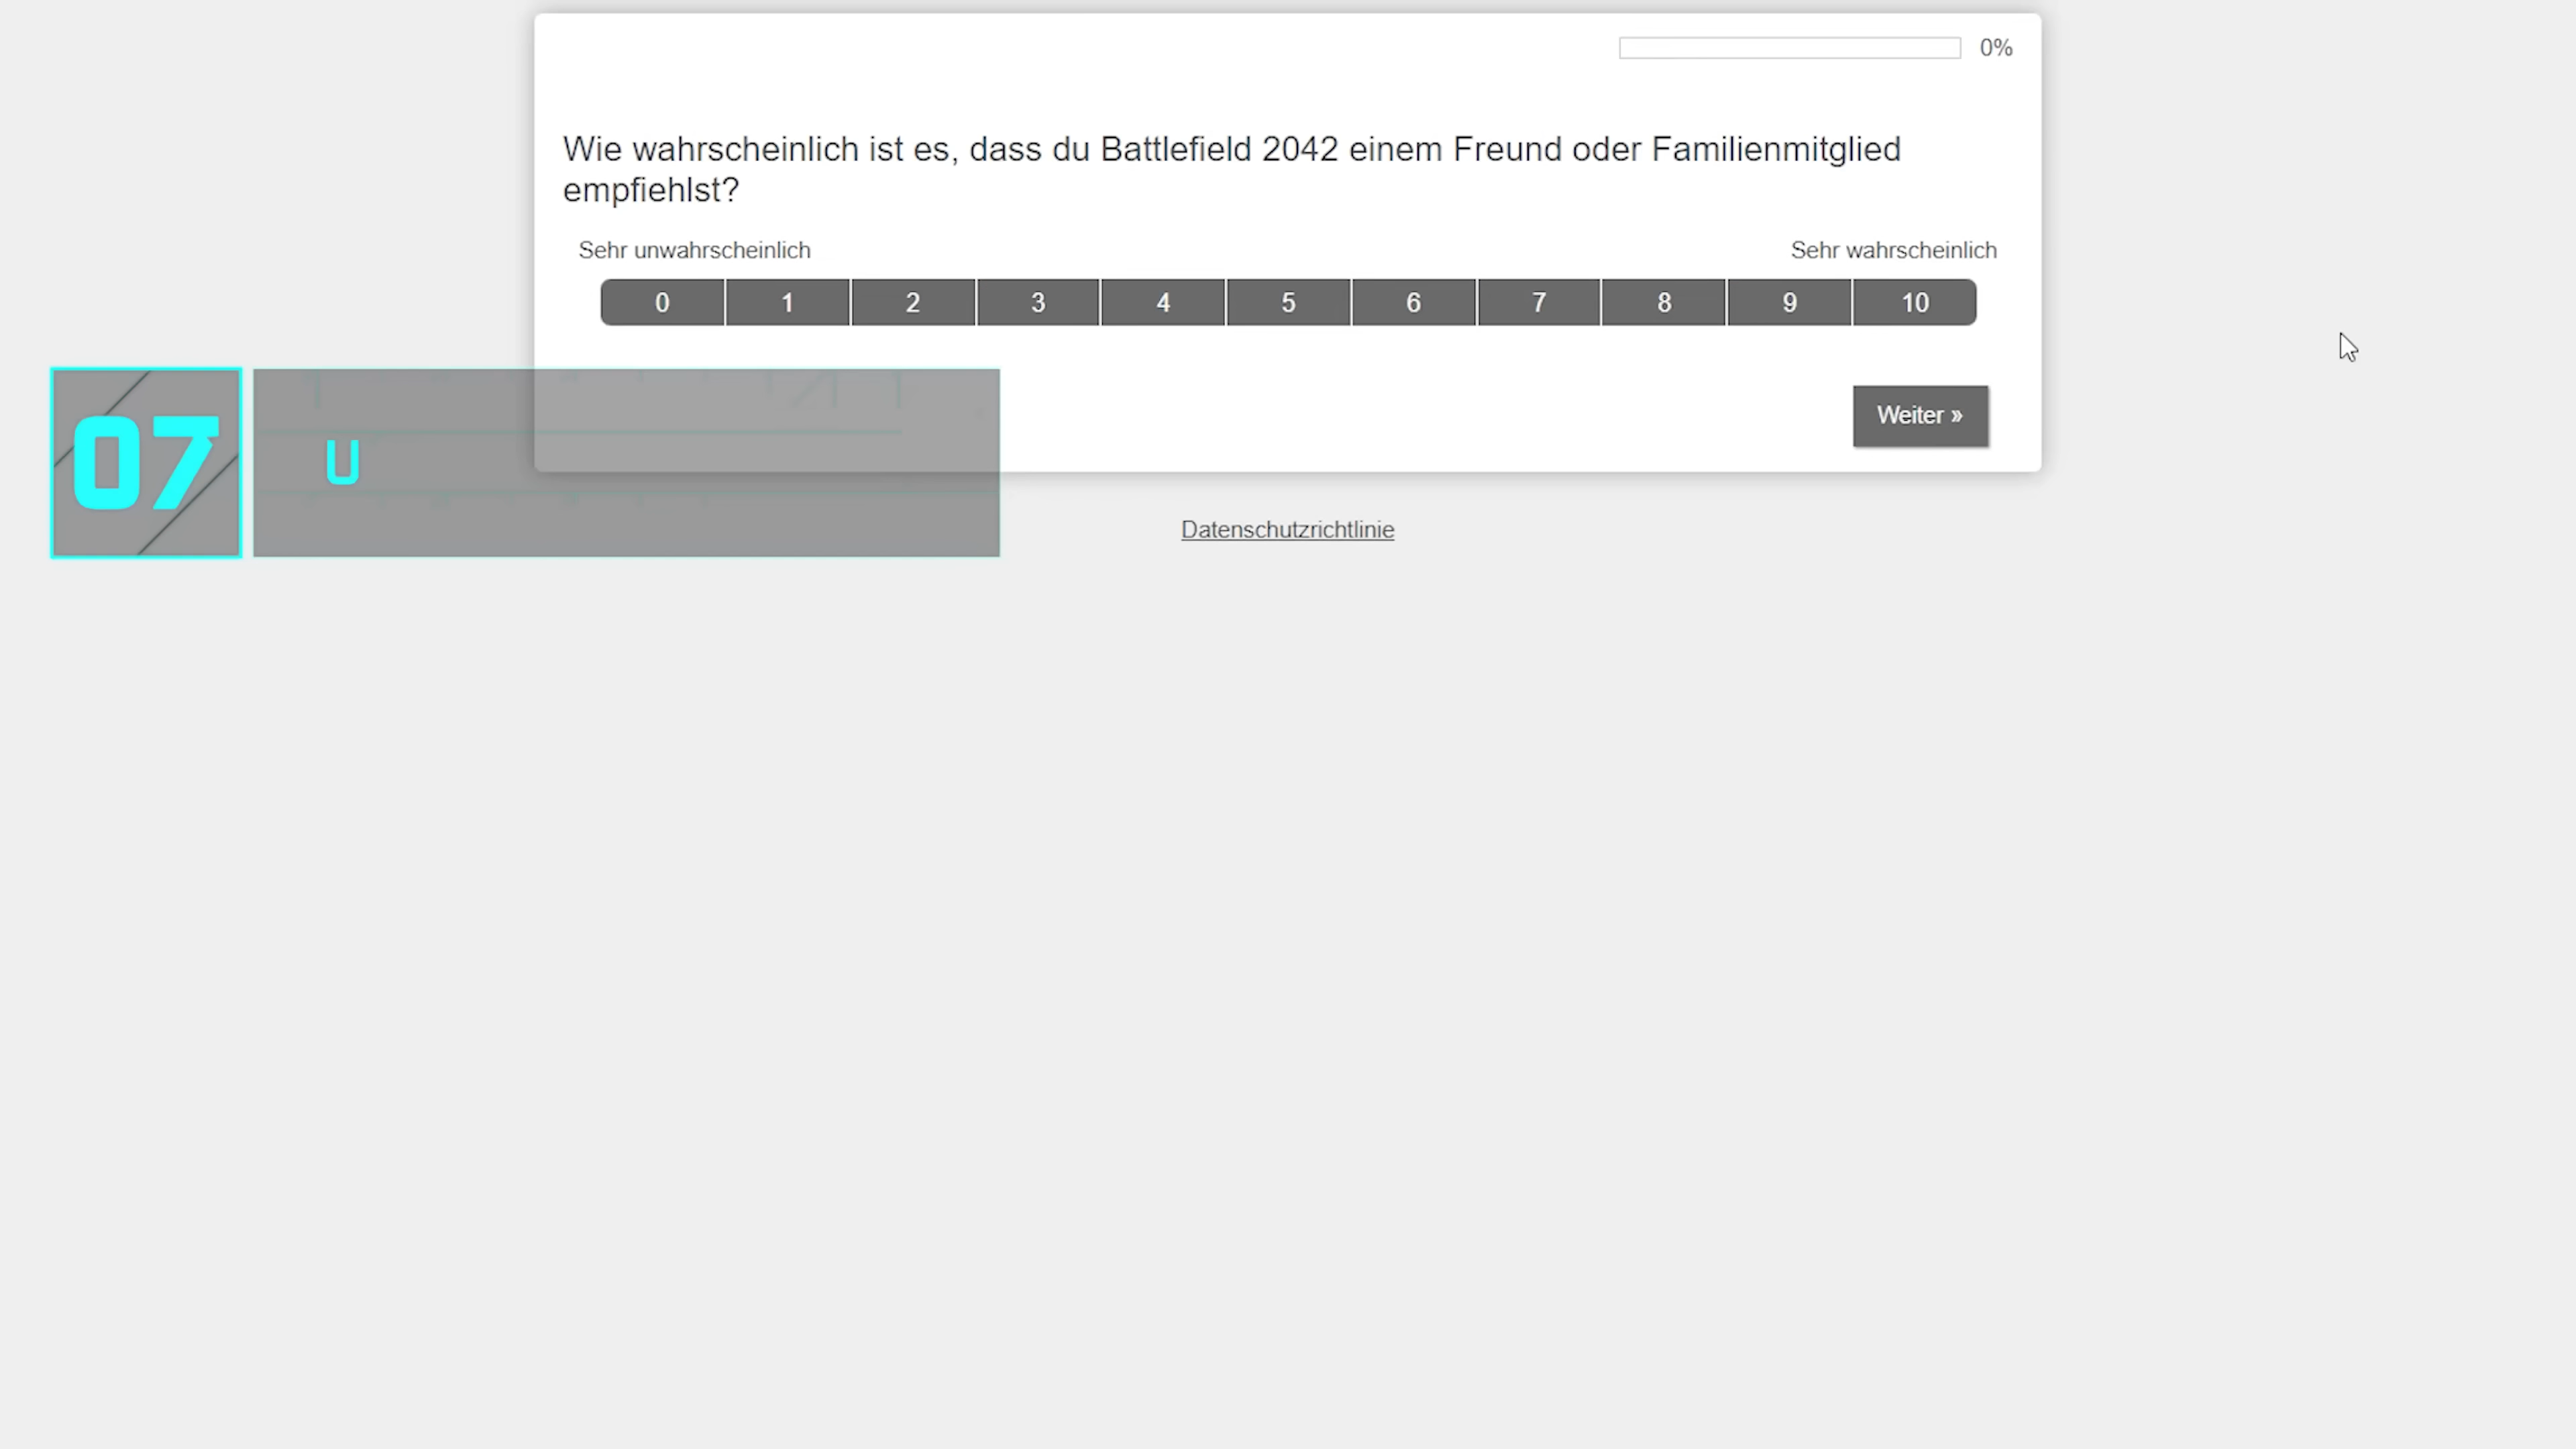 0%
Wie wahrscheinlich ist es, dass du Battlefield 2042 einem Freund oder Familienmitglied
empfiehlst?
Sehr unwahrscheinlich
Sehr wahrscheinlich
0 1 2 3 4 5 6 7 8 9 10
Weiter »
07
U
Datenschutzrichtlinie